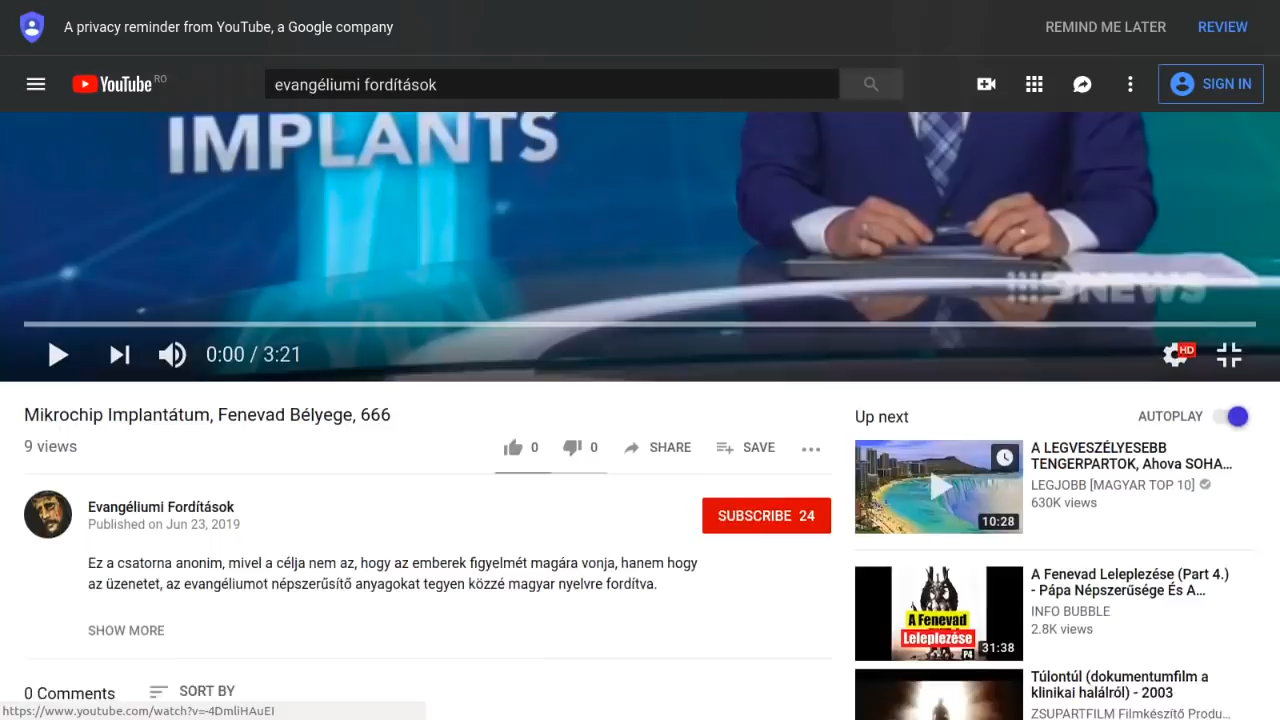 A privacy reminder from YouTube, a Google company
REMIND ME LATER
REVIEW
YouTube RO
evangéliumi fordítások
SIGN IN
IMPLANTS
9NEWS
0:00 / 3:21
HD
Mikrochip Implantátum, Fenevad Bélyege, 666
9 views
0
0
SHARE
SAVE
Evangéliumi Fordítások
Published on Jun 23, 2019
SUBSCRIBE 24
Ez a csatorna anonim, mivel a célja nem az, hogy az emberek figyelmét magára vonja, hanem hogy
az üzenetet, az evangéliumot népszerűsítő anyagokat tegyen közzé magyar nyelvre fordítva.
SHOW MORE
0 Comments
SORT BY
https://www.youtube.com/watch?v=-4DmliHAuEI
Up next
AUTOPLAY
10:28
A LEGVESZÉLYESEBB
TENGERPARTOK, Ahova SOHA...
LEGJOBB [MAGYAR TOP 10]
630K views
A Fenevad
Leleplezése
P4
31:38
A Fenevad Leleplezése (Part 4.)
- Pápa Népszerűsége És A...
INFO BUBBLE
2.8K views
Túlontúl (dokumentumfilm a
klinikai halálról) - 2003
ZSUPARTFILM Filmkészítő Produ...